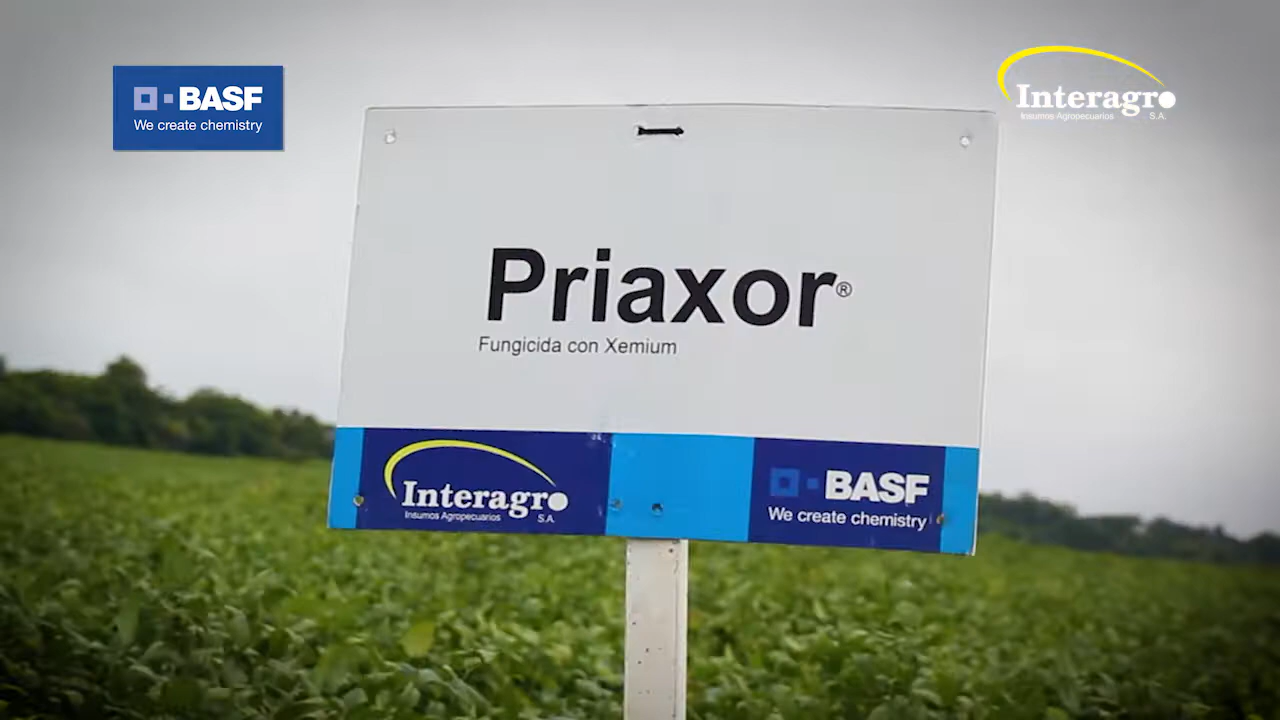 BASF
We create chemistry
Interagro
Insumos Agropecuarios S.A.
Priaxor®
Fungicida con Xemium
Interagro
Insumos Agropecuarios S.A.
BASF
We create chemistry